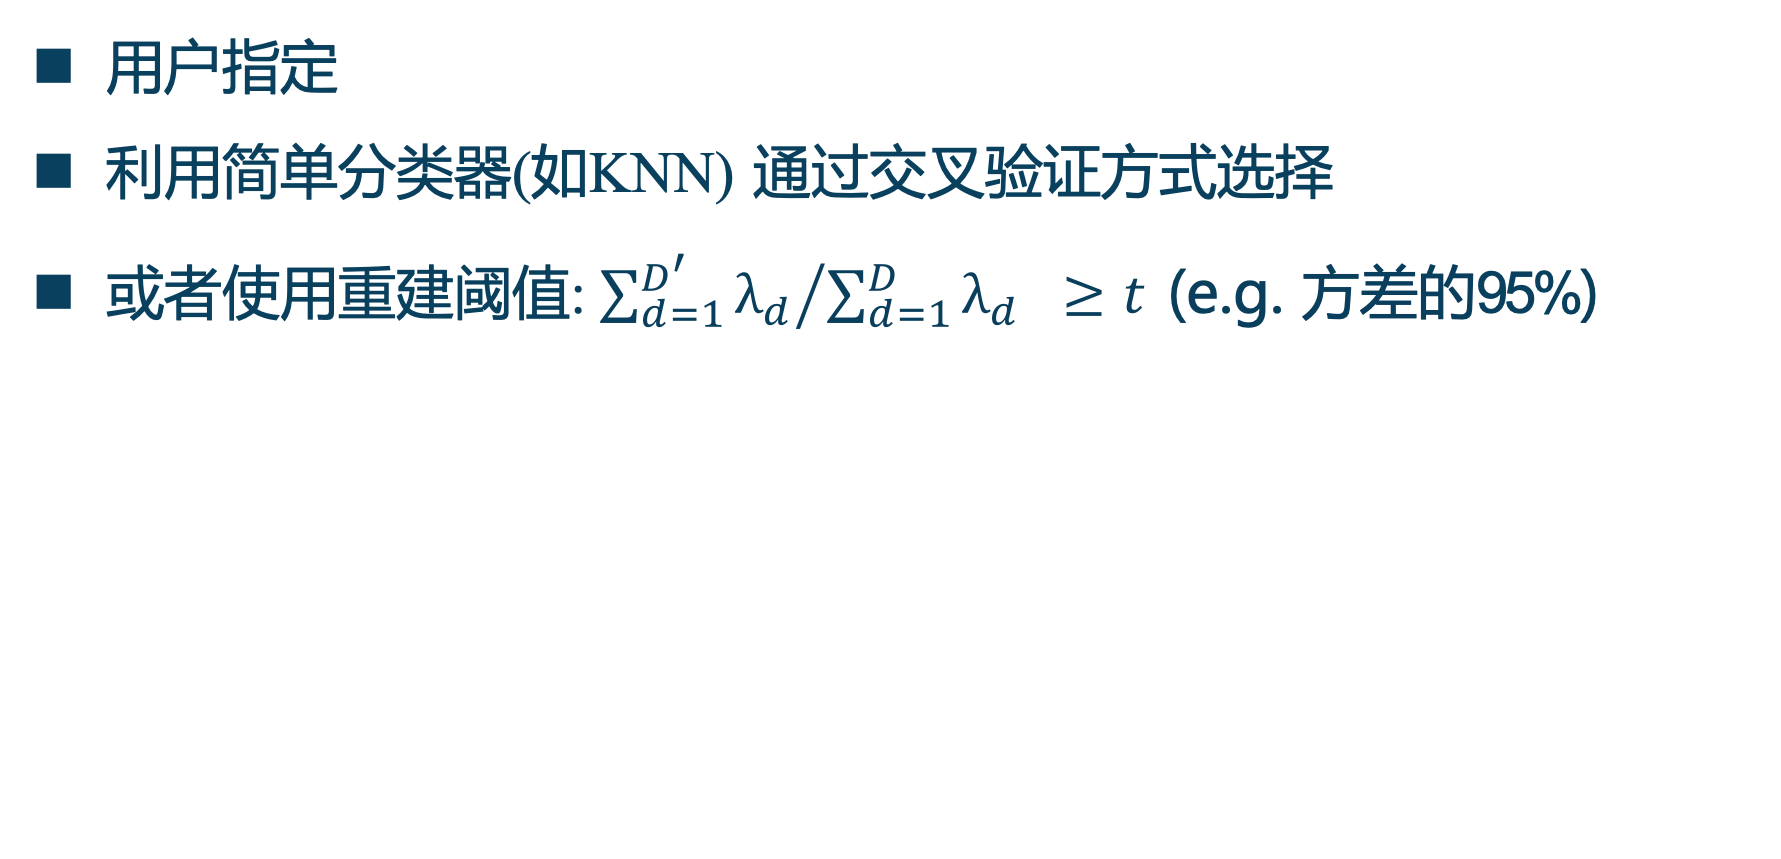 ■ 用户指定
■ 利用简单分类器(如KNN) 通过交叉验证方式选择
■ 或者使用重建阈值: ∑_{d=1}^{D′} λ_d/∑_{d=1}^{D} λ_d ≥ t (e.g. 方差的95%)